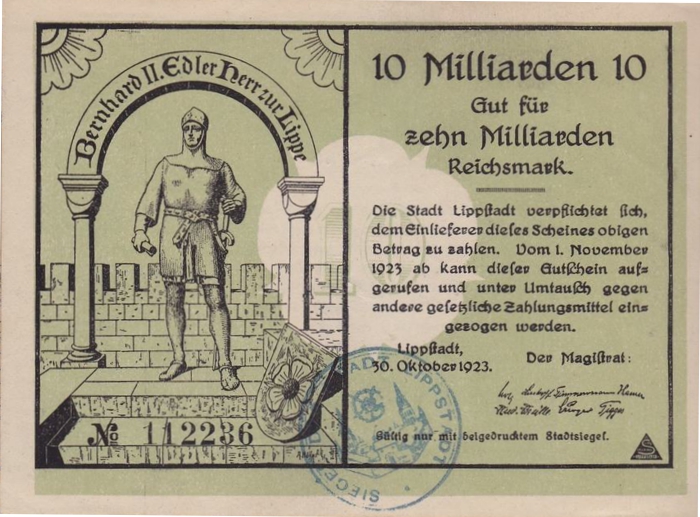 Bernhard II. Edler Herr zur Lippe
No 112236
10 Milliarden 10
Gut für
zehn Milliarden
Reichsmark.
Die Stadt Lippstadt verpflichtet sich,
dem Einlieferer dieses Scheines obigen
Betrag zu zahlen. Vom 1. November
1923 ab kann dieser Gutschein auf=
gerufen und unter Umtausch gegen
andere gesetzliche Zahlungsmittel ein=
gezogen werden.
Lippstadt,
30. Oktober 1923.
Der Magistrat:
Gültig nur mit beigedrucktem Stadtsiegel.
STADT LIPPSTADT
SIEGEL
10
S